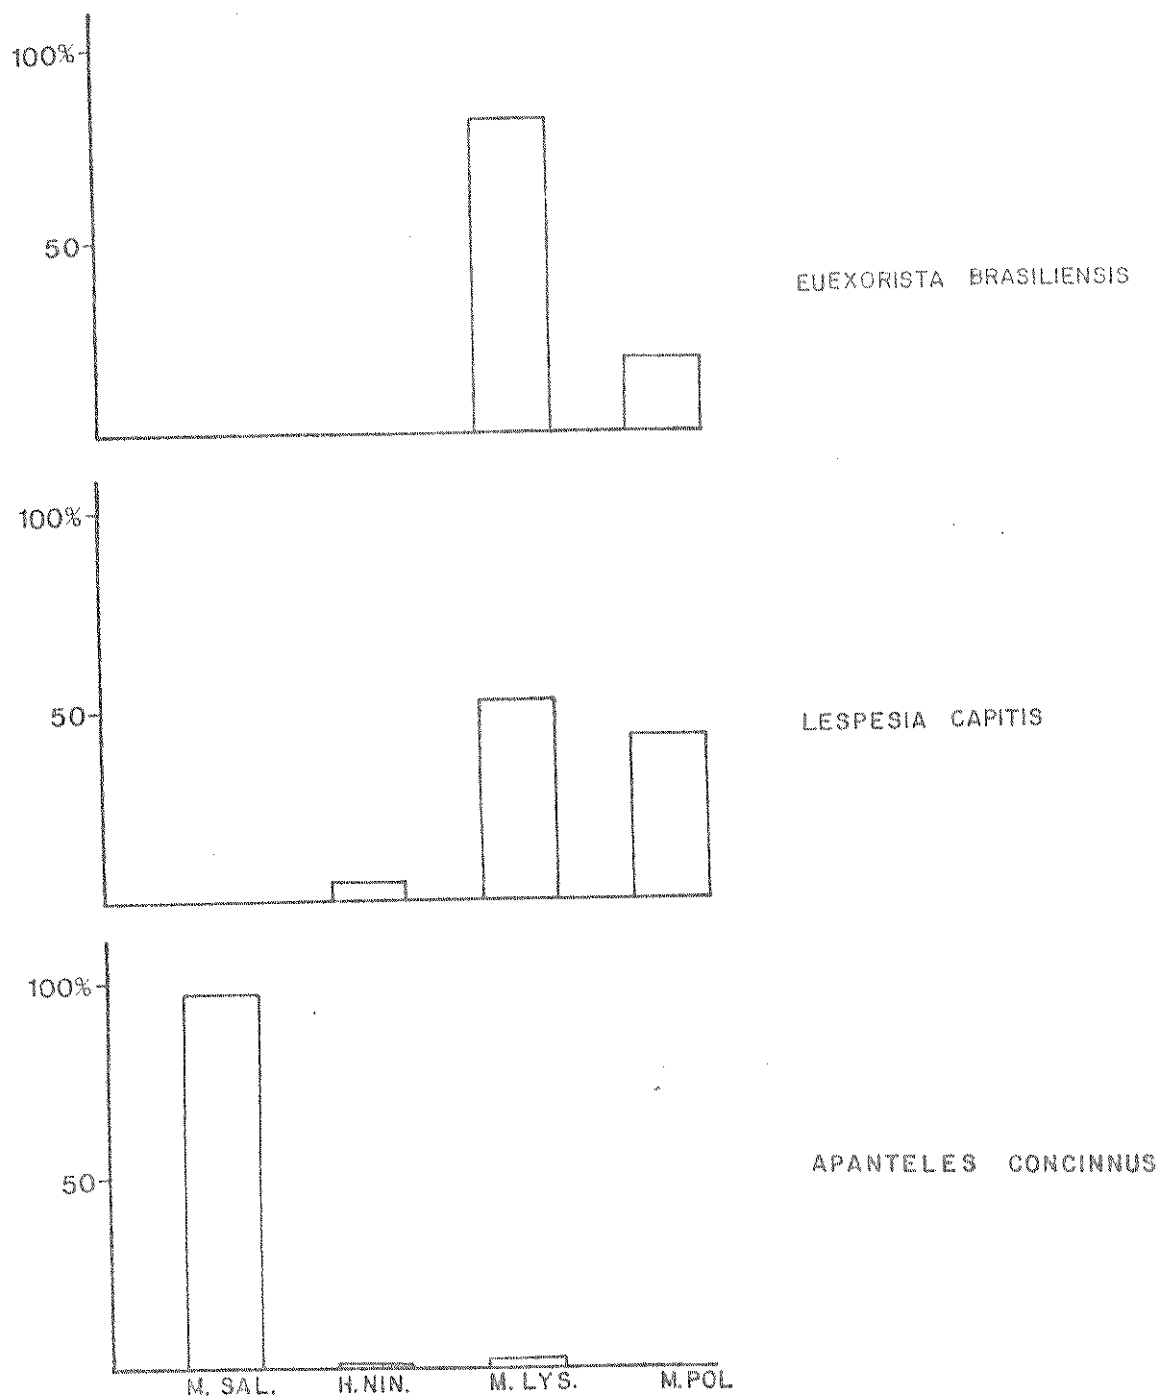 100%
50
EUEXORISTA BRASILIENSIS
100%
50
LESPESIA CAPITIS
100%
50
APANTELES CONCINNUS
M. SAL. H.NIN. M. LYS. M.POL